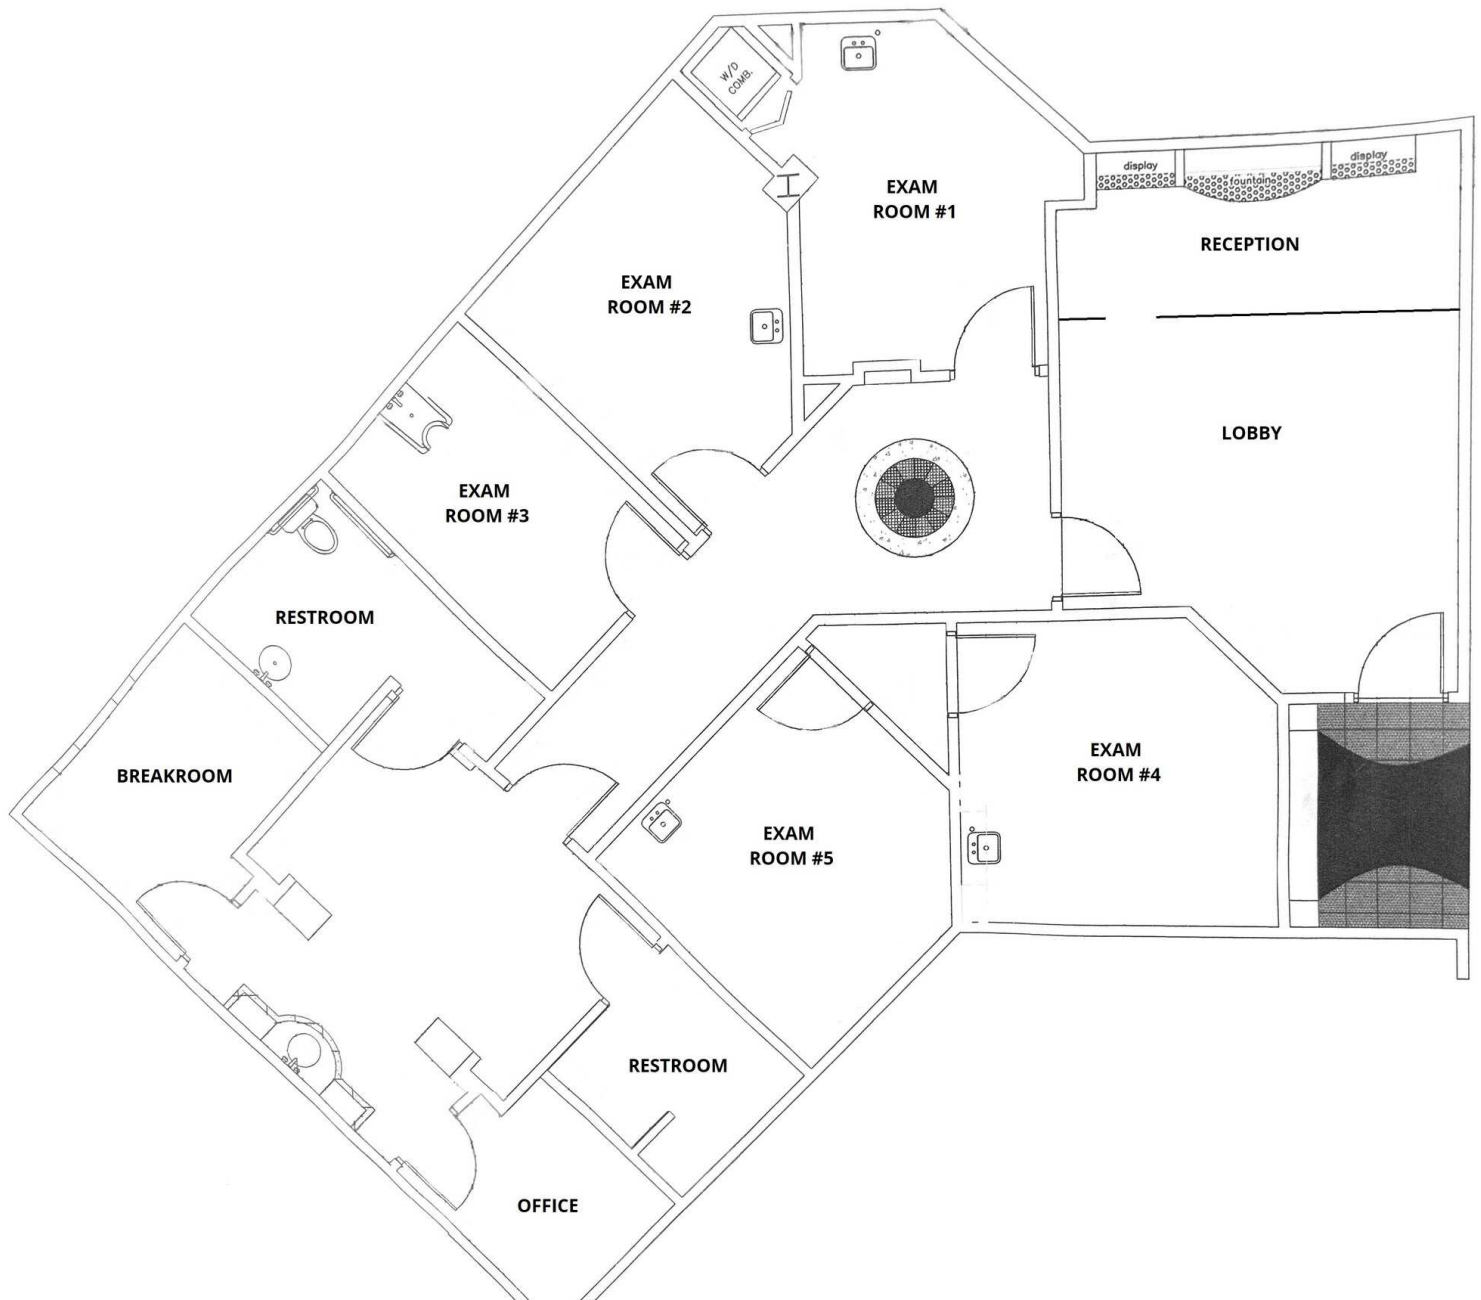 W/D
COMB.
display
fountain
display
EXAM
ROOM #1
RECEPTION
EXAM
ROOM #2
LOBBY
EXAM
ROOM #3
RESTROOM
BREAKROOM
EXAM
ROOM #4
EXAM
ROOM #5
RESTROOM
OFFICE